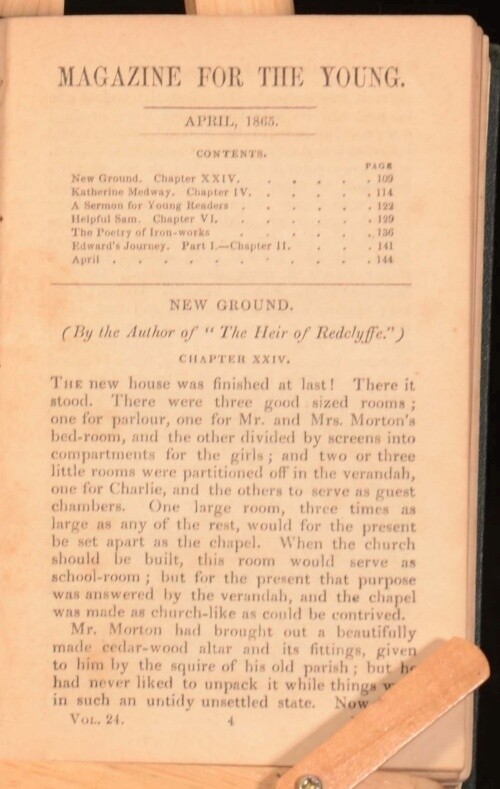 MAGAZINE FOR THE YOUNG.
APRIL, 1865.
CONTENTS.
PAGE
New Ground. Chapter XXIV. . . . . . 109
Katherine Medway. Chapter IV. . . . . . 114
A Sermon for Young Readers . . . . . . 122
Helpful Sam. Chapter VI. . . . . . . 129
The Poetry of Iron-works . . . . . . 136
Edward's Journey. Part I.—Chapter II. . . . . 141
April . . . . . . . . . . 144
NEW GROUND.
(By the Author of "The Heir of Redclyffe.")
CHAPTER XXIV.
THE new house was finished at last! There it
stood. There were three good sized rooms;
one for parlour, one for Mr. and Mrs. Morton's
bed-room, and the other divided by screens into
compartments for the girls; and two or three
little rooms were partitioned off in the verandah,
one for Charlie, and the others to serve as guest
chambers. One large room, three times as
large as any of the rest, would for the present
be set apart as the chapel. When the church
should be built, this room would serve as
school-room; but for the present that purpose
was answered by the verandah, and the chapel
was made as church-like as could be contrived.
Mr. Morton had brought out a beautifully
made cedar-wood altar and its fittings, given
to him by the squire of his old parish; but he
had never liked to unpack it while things
in such an untidy unsettled state. Now
VOL. 24. 4